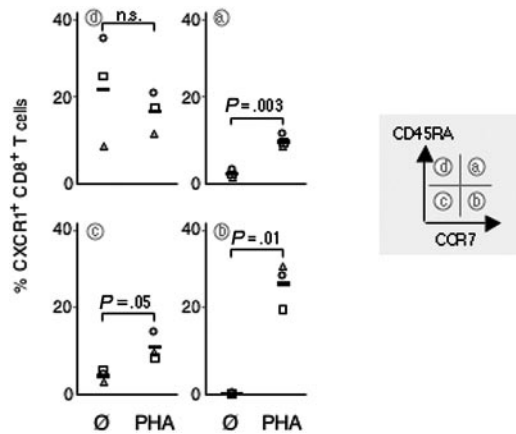 % CXCR1⁺ CD8⁺ T cells
40 ⓓ n.s.
20
0
40 ⓐ
20 P = .003
0
40 ⓒ
20 P = .05
0
Ø PHA
40 ⓑ P = .01
20
0
Ø PHA
CD45RA
ⓓ ⓐ
ⓒ ⓑ
CCR7